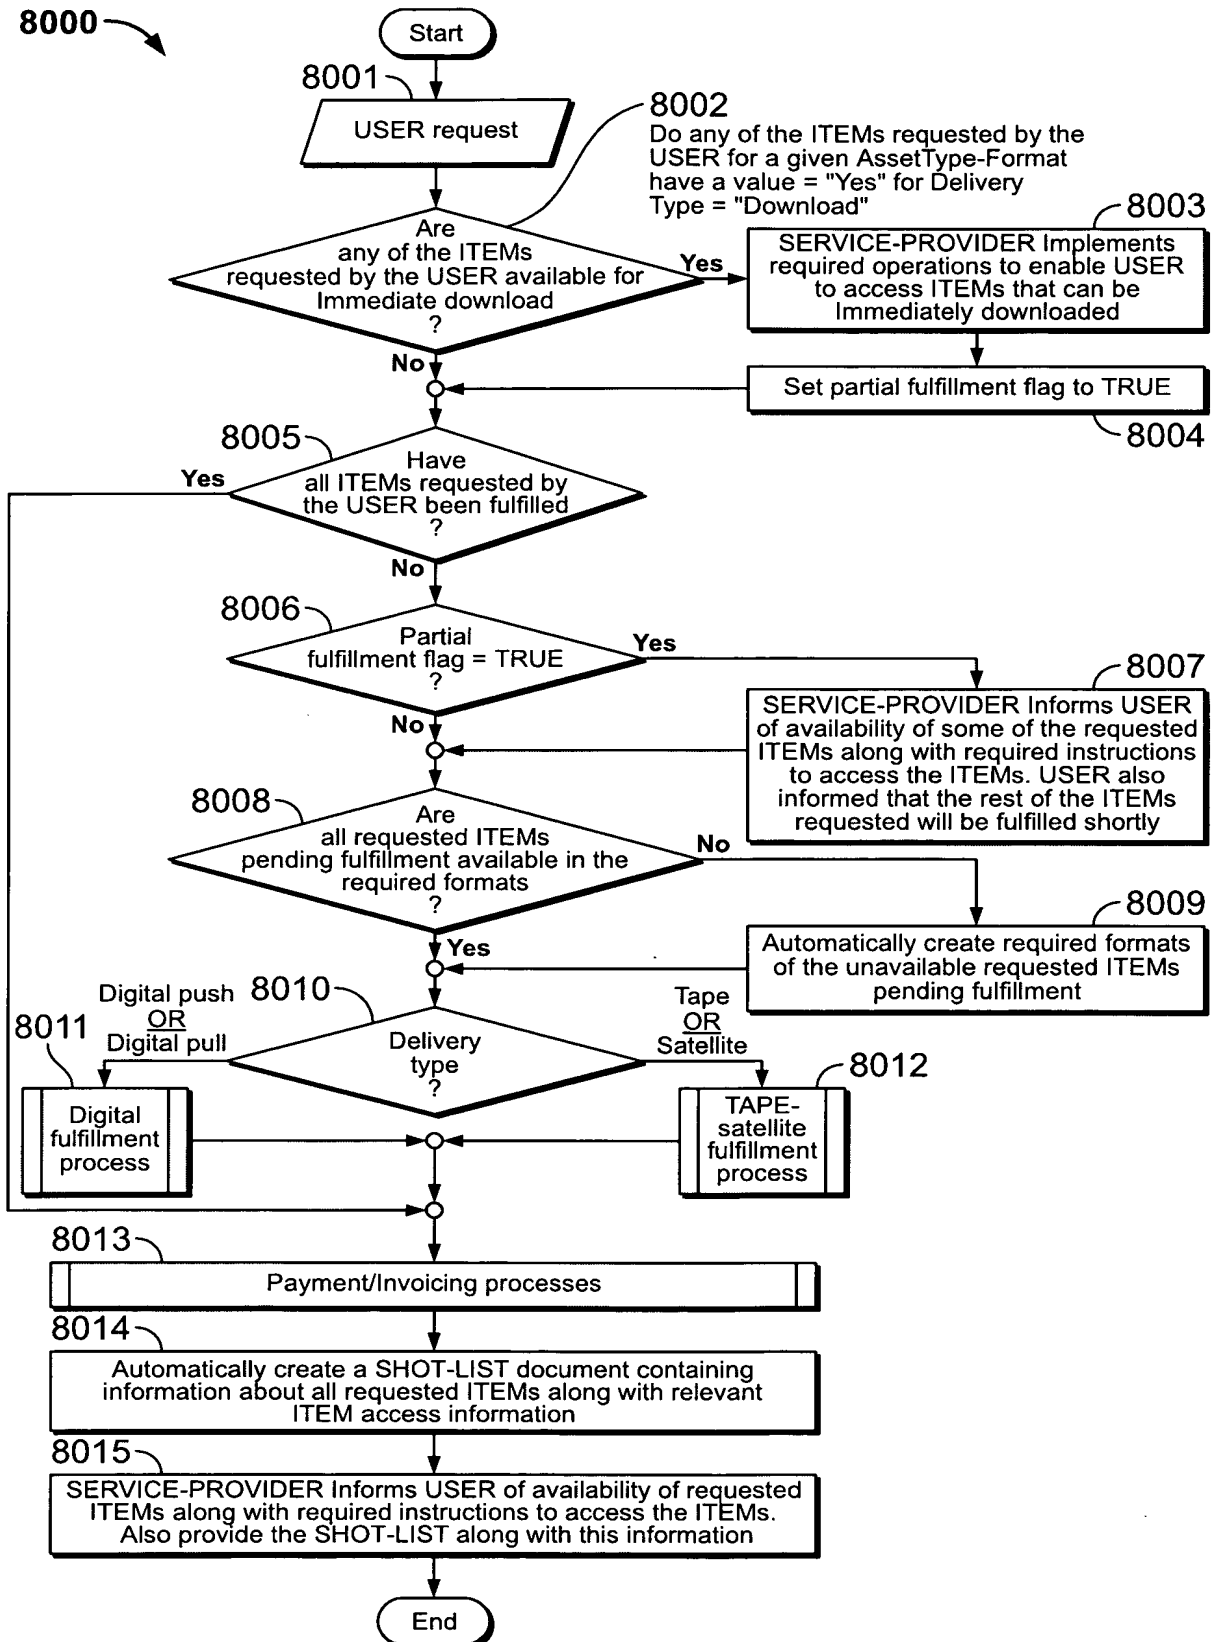 8000
Start
8001
USER request
8002
Do any of the ITEMs requested by the
USER for a given AssetType-Format
have a value = "Yes" for Delivery
Type = "Download"
Are
any of the ITEMs
requested by the USER available for
Immediate download
?
Yes
No
8003
SERVICE-PROVIDER Implements
required operations to enable USER
to access ITEMs that can be
Immediately downloaded
Set partial fulfillment flag to TRUE
8004
8005
Have
all ITEMs requested by
the USER been fulfilled
?
Yes
No
8006
Partial
fulfillment flag = TRUE
?
Yes
No
8007
SERVICE-PROVIDER Informs USER
of availability of some of the requested
ITEMs along with required instructions
to access the ITEMs. USER also
informed that the rest of the ITEMs
requested will be fulfilled shortly
8008
Are
all requested ITEMs
pending fulfillment available in the
required formats
?
No
Yes
8009
Automatically create required formats
of the unavailable requested ITEMs
pending fulfillment
8010
Delivery
type
?
Digital push
OR
Digital pull
Tape
OR
Satellite
8011
Digital
fulfillment
process
8012
TAPE-
satellite
fulfillment
process
8013
Payment/Invoicing processes
8014
Automatically create a SHOT-LIST document containing
information about all requested ITEMs along with relevant
ITEM access information
8015
SERVICE-PROVIDER Informs USER of availability of requested
ITEMs along with required instructions to access the ITEMs.
Also provide the SHOT-LIST along with this information
End